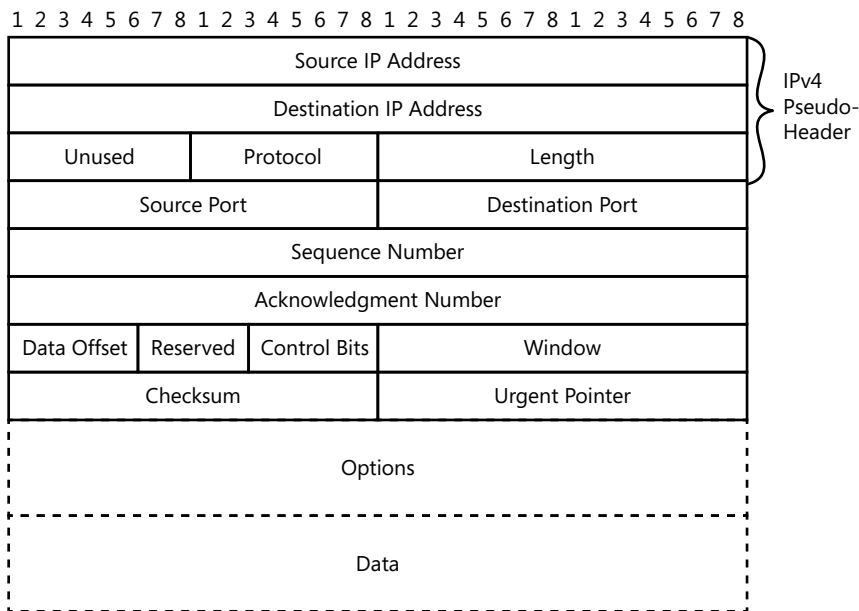 1 2 3 4 5 6 7 8 1 2 3 4 5 6 7 8 1 2 3 4 5 6 7 8 1 2 3 4 5 6 7 8
Source IP Address
Destination IP Address
Unused Protocol Length
IPv4
Pseudo-
Header
Source Port Destination Port
Sequence Number
Acknowledgment Number
Data Offset Reserved Control Bits Window
Checksum Urgent Pointer
Options
Data